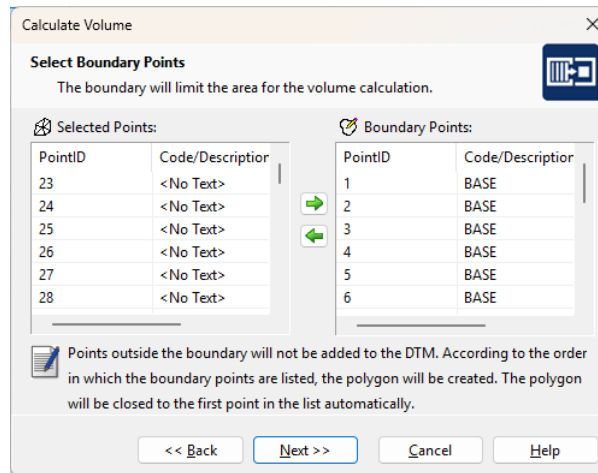 Calculate Volume
Select Boundary Points
The boundary will limit the area for the volume calculation.
Selected Points:
PointID Code/Description
23 <No Text>
24 <No Text>
25 <No Text>
26 <No Text>
27 <No Text>
28 <No Text>
Boundary Points:
PointID Code/Description
1 BASE
2 BASE
3 BASE
4 BASE
5 BASE
6 BASE
Points outside the boundary will not be added to the DTM. According to the order
in which the boundary points are listed, the polygon will be created. The polygon
will be closed to the first point in the list automatically.
<< Back Next >> Cancel Help